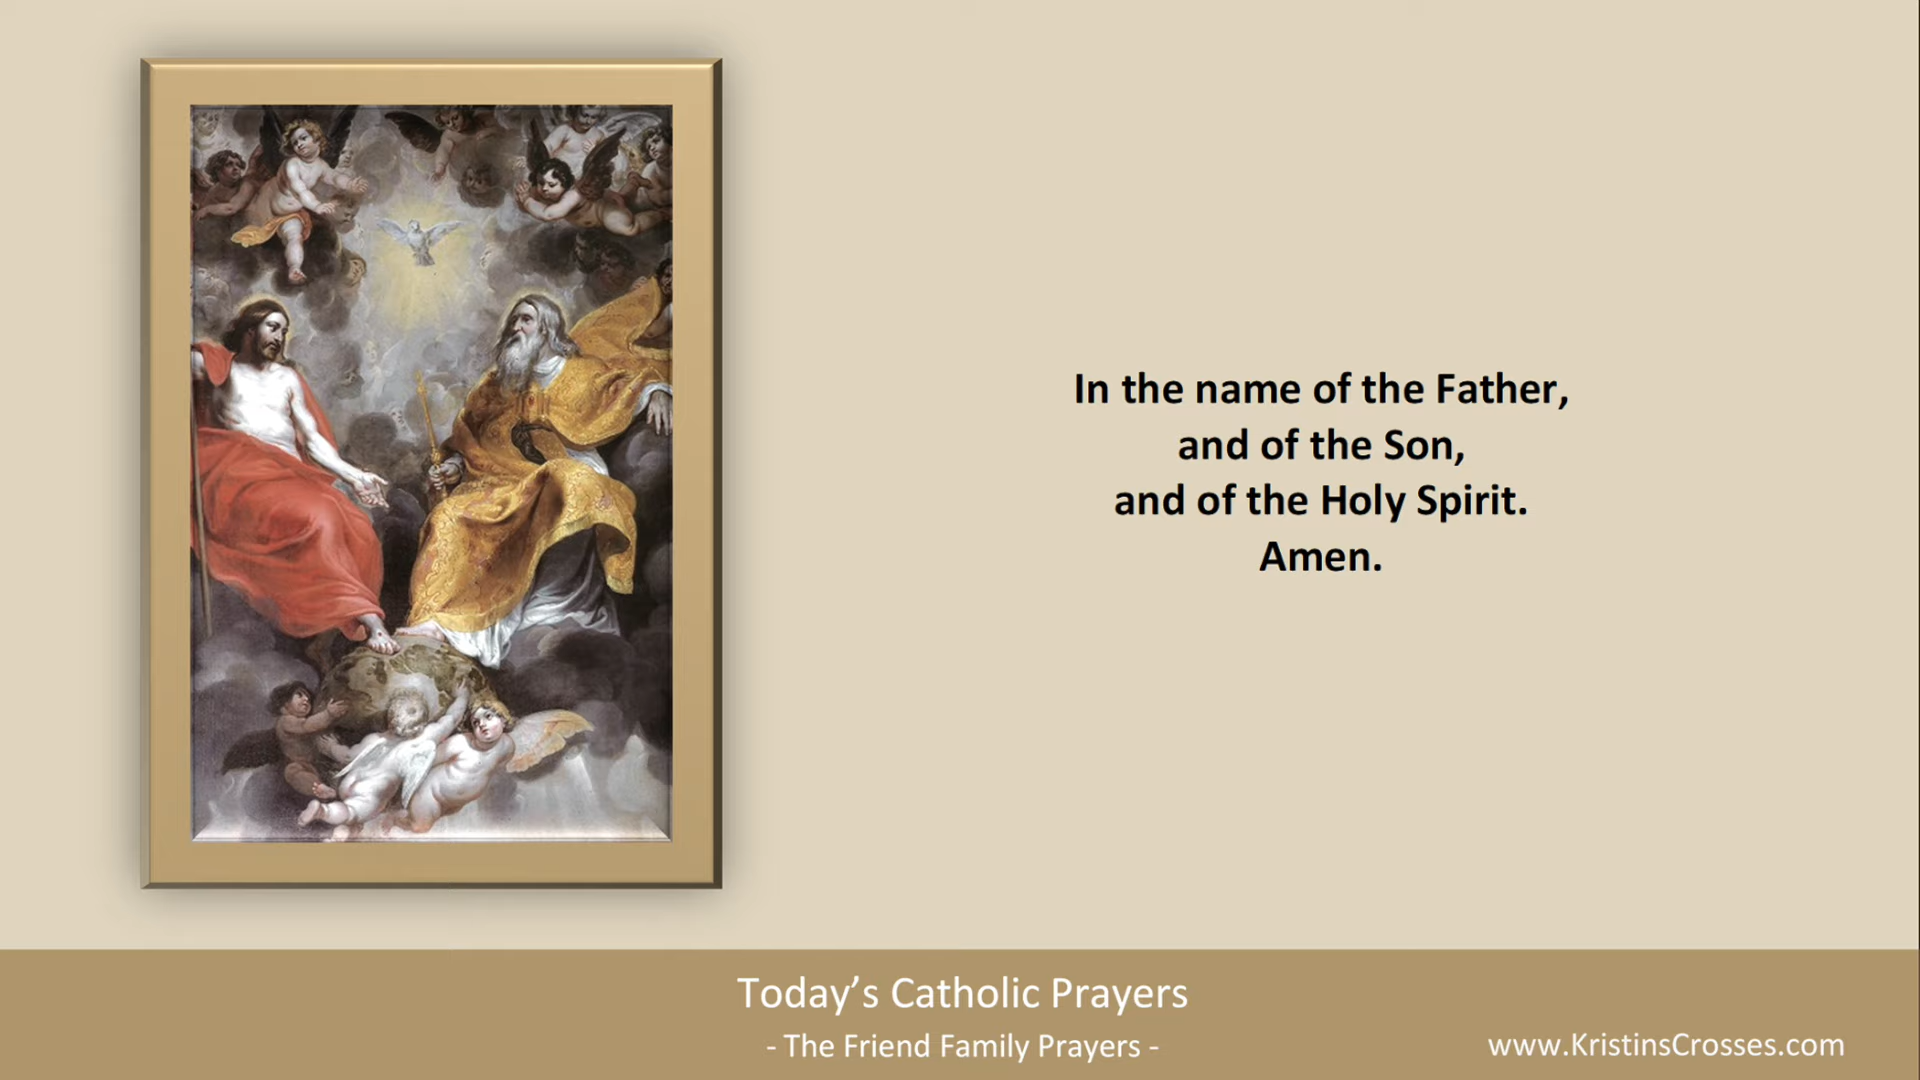 In the name of the Father,
and of the Son,
and of the Holy Spirit.
Amen.
Today’s Catholic Prayers
- The Friend Family Prayers -
www.KristinsCrosses.com